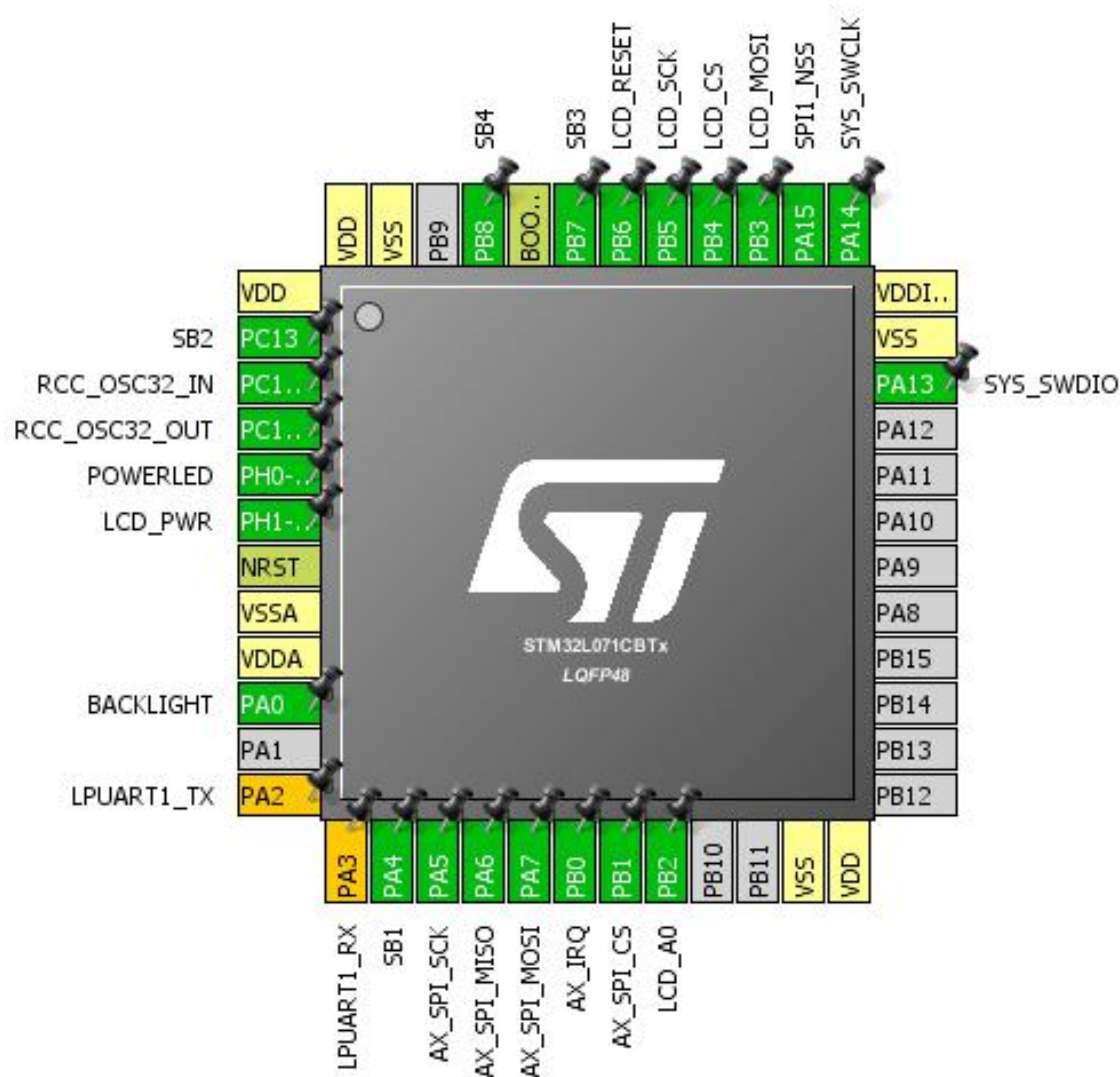 SB4
SB3
LCD_RESET
LCD_SCK
LCD_CS
LCD_MOSI
SPI1_NSS
SYS_SWCLK
VDD
VSS
PB9
PB8
BOO..
PB7
PB6
PB5
PB4
PB3
PA15
PA14
VDD
SB2 PC13
RCC_OSC32_IN PC1..
RCC_OSC32_OUT PC1..
POWERLED PH0-..
LCD_PWR PH1-..
NRST
VSSA
VDDA
BACKLIGHT PA0
PA1
LPUART1_TX PA2
ST
STM32L071CBTx
LQFP48
VDDI..
VSS
PA13 SYS_SWDIO
PA12
PA11
PA10
PA9
PA8
PB15
PB14
PB13
PB12
PA3
PA4
PA5
PA6
PA7
PB0
PB1
PB2
PB10
PB11
VSS
VDD
LPUART1_RX
SB1
AX_SPI_SCK
AX_SPI_MISO
AX_SPI_MOSI
AX_IRQ
AX_SPI_CS
LCD_A0